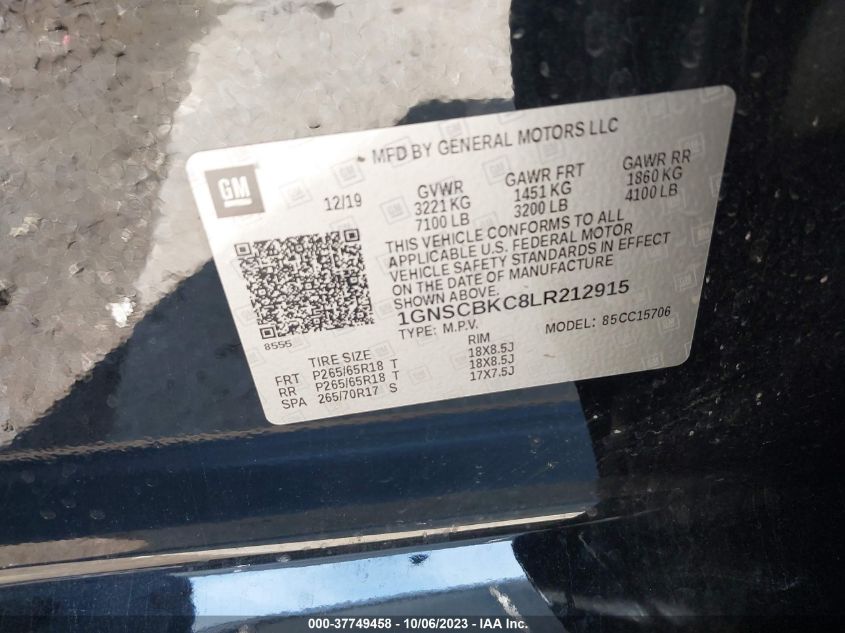 MFD BY GENERAL MOTORS LLC
GM
12/19
GVWR
3221 KG
7100 LB
GAWR FRT
1451 KG
3200 LB
GAWR RR
1860 KG
4100 LB
THIS VEHICLE CONFORMS TO ALL
APPLICABLE U.S. FEDERAL MOTOR
VEHICLE SAFETY STANDARDS IN EFFECT
ON THE DATE OF MANUFACTURE
SHOWN ABOVE.
1GNSCBKC8LR212915
8555
TYPE: M.P.V.
MODEL: 85CC15706
TIRE SIZE RIM
FRT P265/65R18 T 18X8.5J
RR P265/65R18 T 18X8.5J
SPA 265/70R17 S 17X7.5J
000-37749458 - 10/06/2023 - IAA Inc.